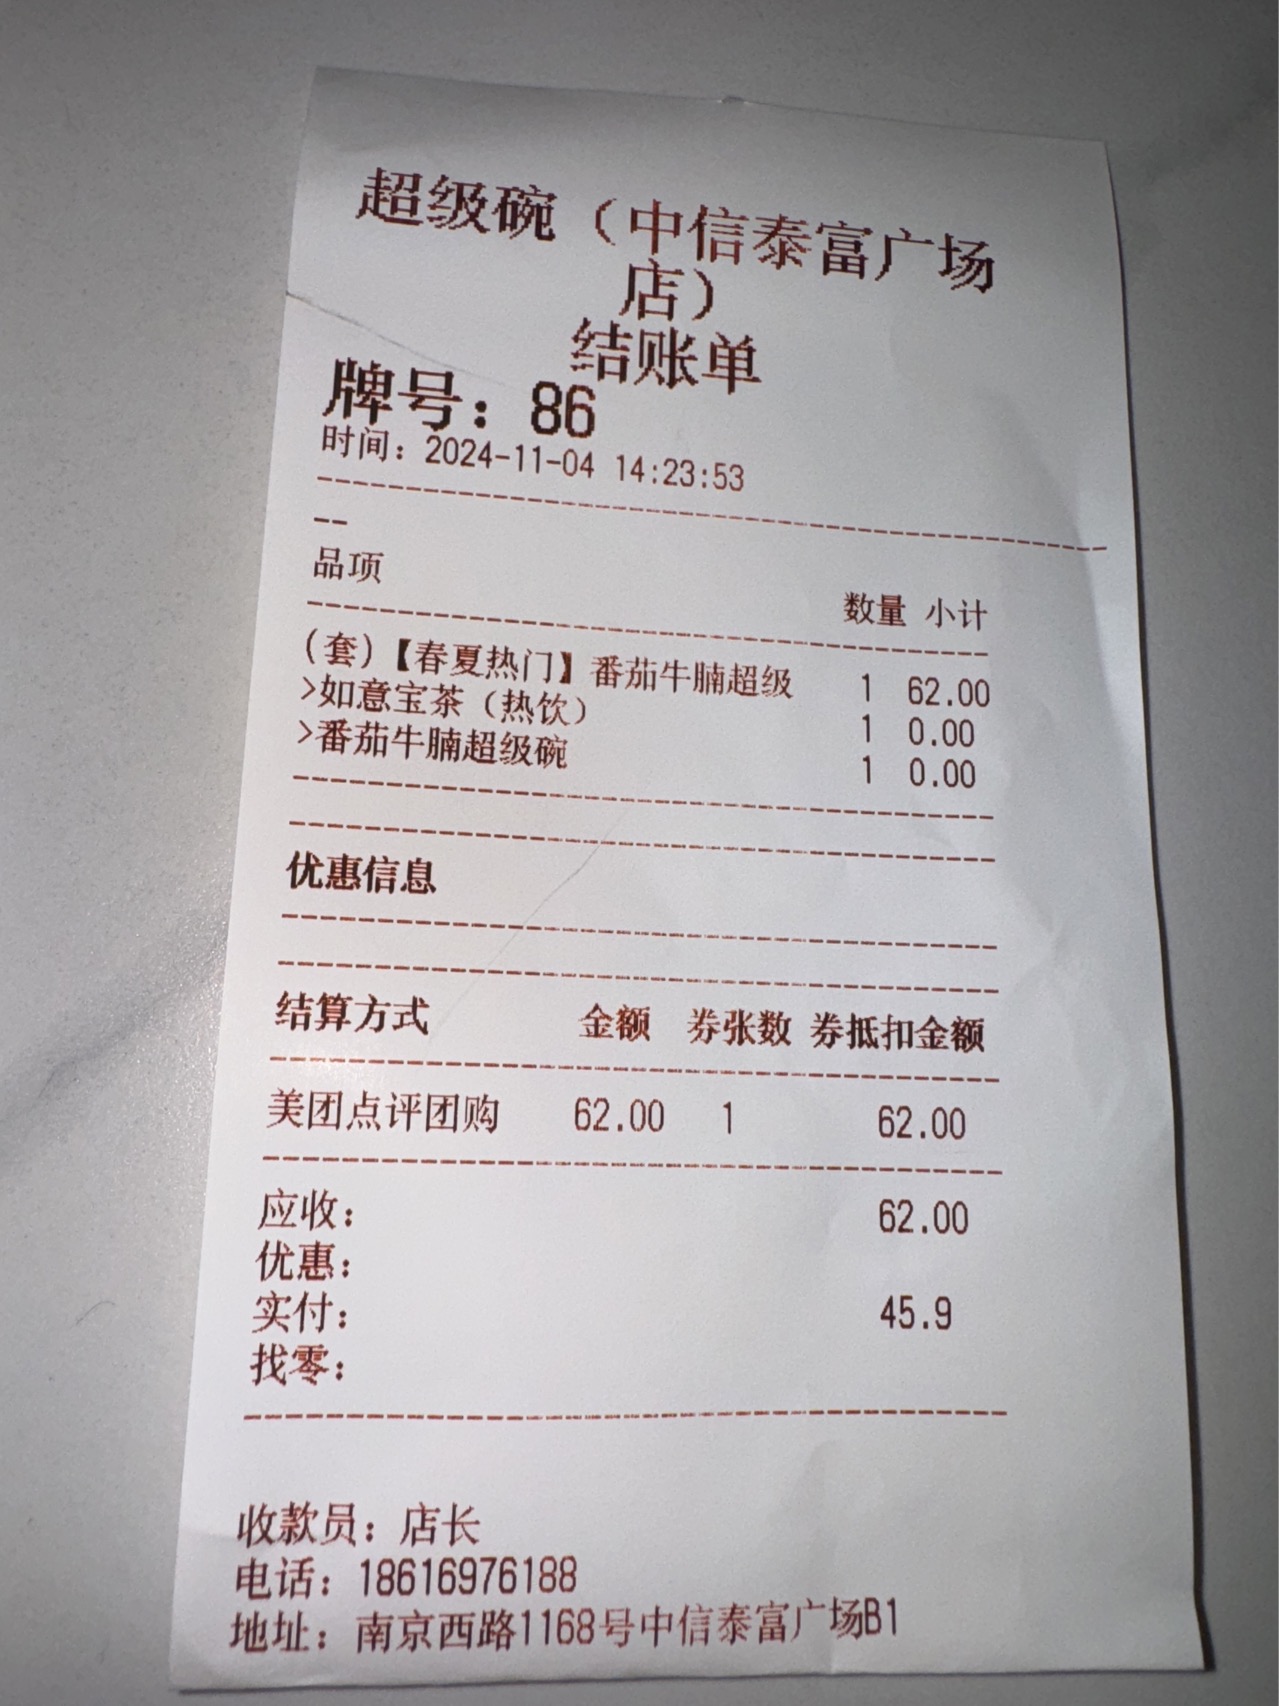 超级碗（中信泰富广场
店）
结账单
牌号：86
时间：2024-11-04 14:23:53
品项 数量 小计
(套)【春夏热门】番茄牛腩超级 1 62.00
>如意宝茶（热饮） 1 0.00
>番茄牛腩超级碗 1 0.00
优惠信息
结算方式 金额 券张数 券抵扣金额
美团点评团购 62.00 1 62.00
应收： 62.00
优惠：
实付： 45.9
找零：
收款员：店长
电话：18616976188
地址：南京西路1168号中信泰富广场B1